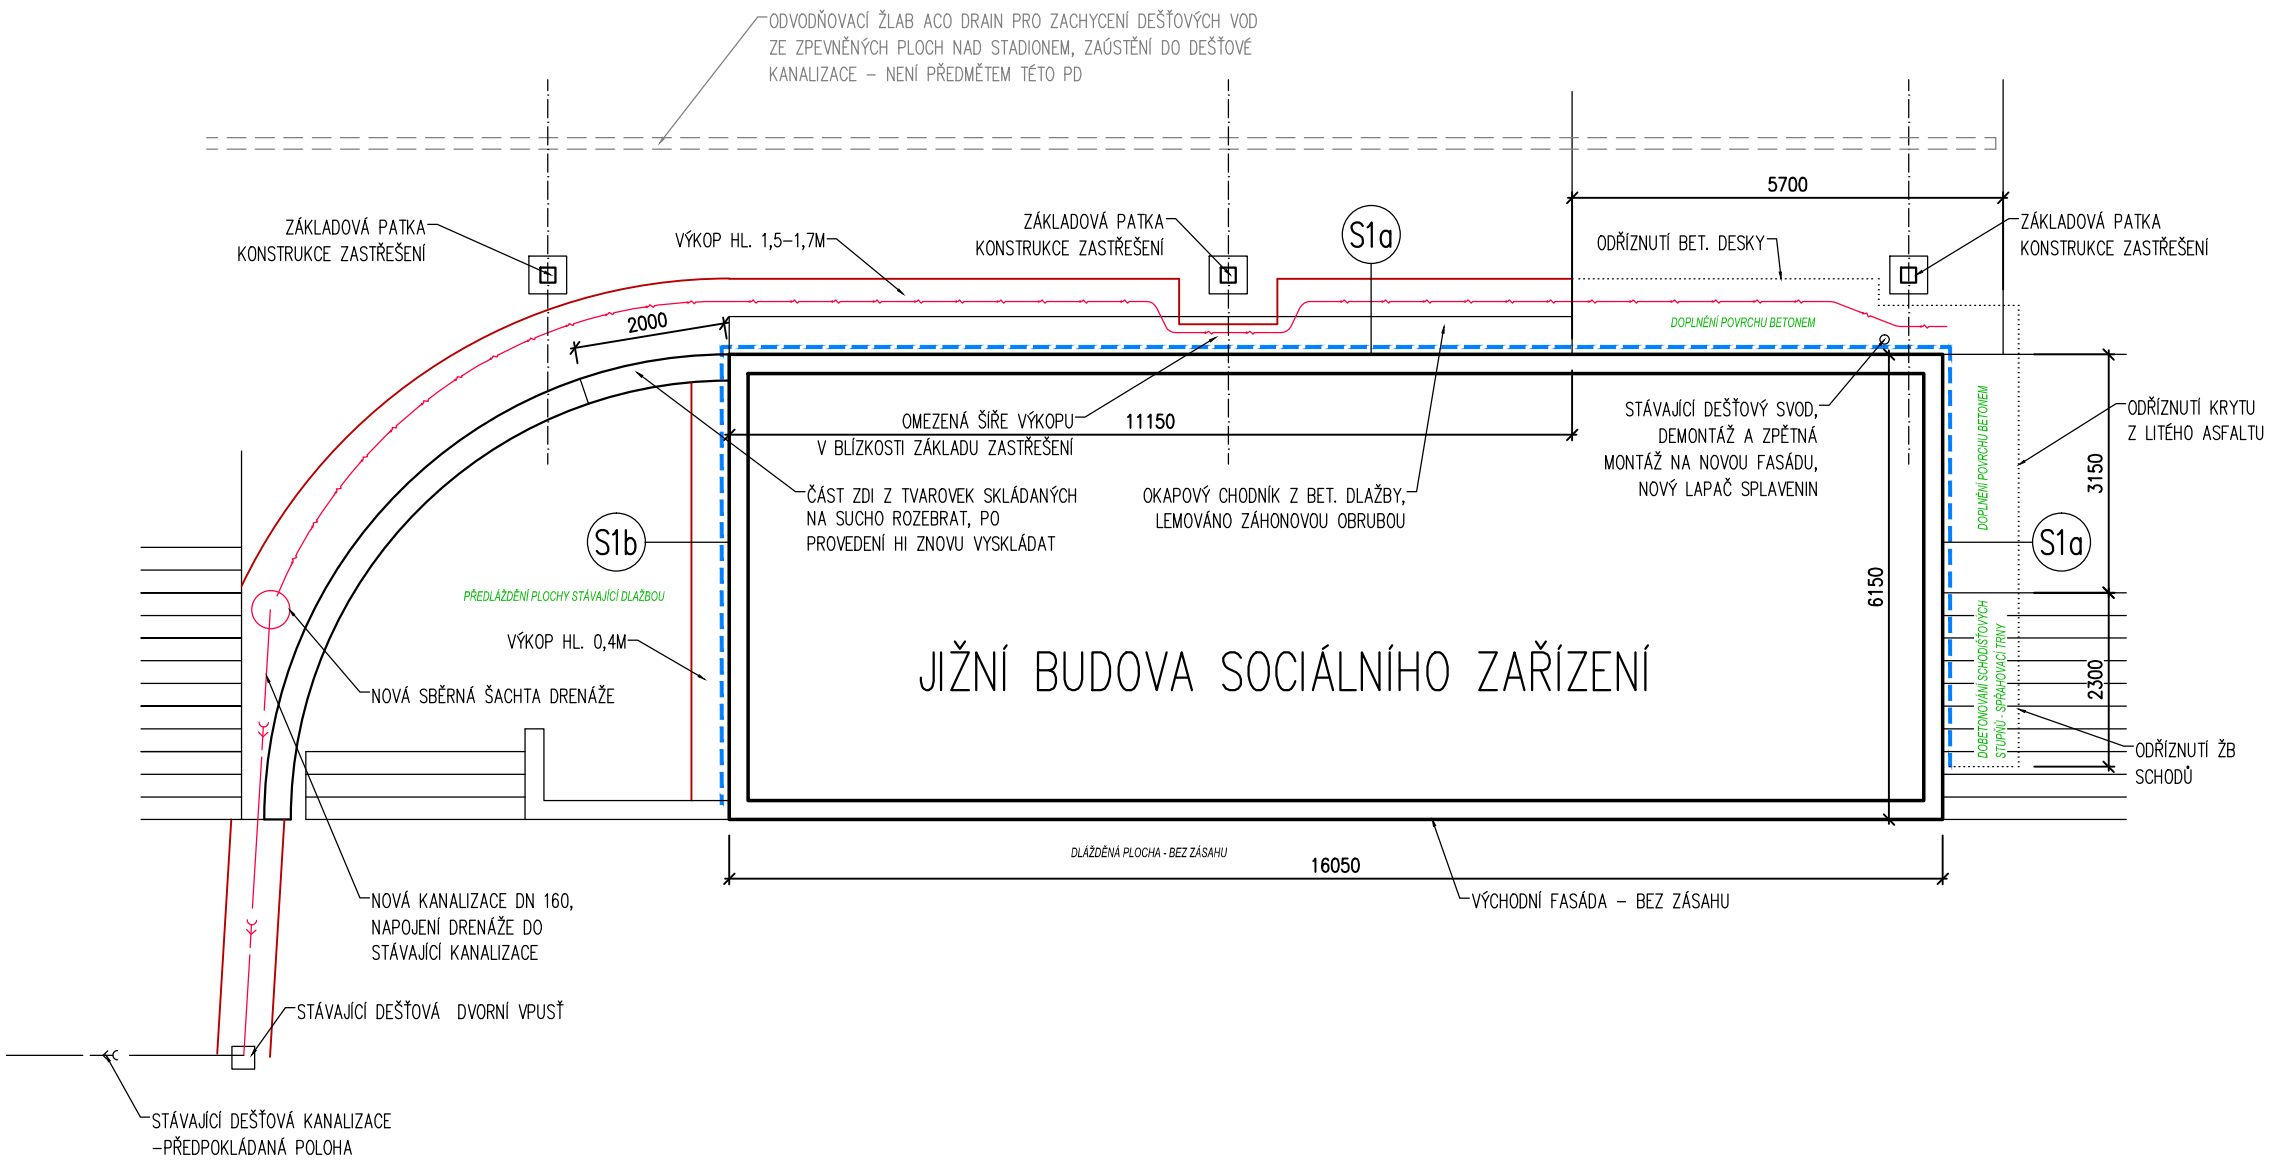 ODVODŇOVACÍ ŽLAB ACO DRAIN PRO ZACHYCENÍ DEŠŤOVÝCH VOD
ZE ZPEVNĚNÝCH PLOCH NAD STADIONEM, ZAÚSTĚNÍ DO DEŠŤOVÉ
KANALIZACE – NENÍ PŘEDMĚTEM TÉTO PD
5700
ZÁKLADOVÁ PATKA
KONSTRUKCE ZASTŘEŠENÍ
VÝKOP HL. 1,5–1,7M
ZÁKLADOVÁ PATKA
KONSTRUKCE ZASTŘEŠENÍ
S1a
ODŘÍZNUTÍ BET. DESKY
ZÁKLADOVÁ PATKA
KONSTRUKCE ZASTŘEŠENÍ
2000
DOPLNĚNÍ POVRCHU BETONEM
OMEZENÁ ŠÍŘE VÝKOPU
V BLÍZKOSTI ZÁKLADU ZASTŘEŠENÍ
11150
STÁVAJÍCÍ DEŠŤOVÝ SVOD,
DEMONTÁŽ A ZPĚTNÁ
MONTÁŽ NA NOVOU FASÁDU,
NOVÝ LAPAČ SPLAVENIN
DOPLNĚNÍ POVRCHU BETONEM
ODŘÍZNUTÍ KRYTU
Z LITÉHO ASFALTU
3150
ČÁST ZDI Z TVAROVEK SKLÁDANÝCH
NA SUCHO ROZEBRAT, PO
PROVEDENÍ HI ZNOVU VYSKLÁDAT
OKAPOVÝ CHODNÍK Z BET. DLAŽBY,
LEMOVÁNO ZÁHONOVOU OBRUBOU
S1b
S1a
PŘEDLÁŽDĚNÍ PLOCHY STÁVAJÍCÍ DLAŽBOU
6150
VÝKOP HL. 0,4M
JIŽNÍ BUDOVA SOCIÁLNÍHO ZAŘÍZENÍ
DOBETONOVÁNÍ SCHODIŠŤOVÝCH
STUPŇŮ - SPŘAHOVACÍ TRNY
2300
NOVÁ SBĚRNÁ ŠACHTA DRENÁŽE
ODŘÍZNUTÍ ŽB
SCHODŮ
DLÁŽDĚNÁ PLOCHA - BEZ ZÁSAHU
16050
VÝCHODNÍ FASÁDA – BEZ ZÁSAHU
NOVÁ KANALIZACE DN 160,
NAPOJENÍ DRENÁŽE DO
STÁVAJÍCÍ KANALIZACE
STÁVAJÍCÍ DEŠŤOVÁ DVORNÍ VPUSŤ
STÁVAJÍCÍ DEŠŤOVÁ KANALIZACE
–PŘEDPOKLÁDANÁ POLOHA